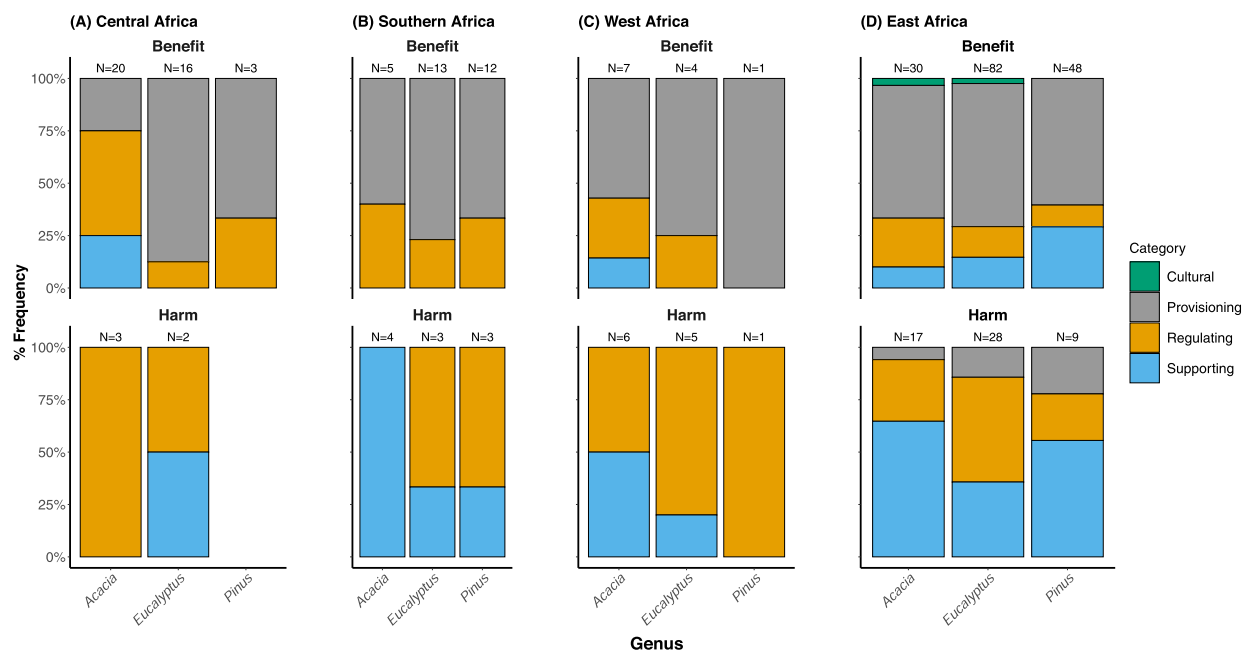 (A) Central Africa
(B) Southern Africa
(C) West Africa
(D) East Africa
Benefit
Benefit
Benefit
Benefit
N=20 N=16 N=3
N=5 N=13 N=12
N=7 N=4 N=1
N=30 N=82 N=48
100%
75%
50%
25%
0%
Harm
Harm
Harm
Harm
N=3 N=2
N=4 N=3 N=3
N=6 N=5 N=1
N=17 N=28 N=9
100%
75%
50%
25%
0%
% Frequency
Acacia Eucalyptus Pinus
Acacia Eucalyptus Pinus
Acacia Eucalyptus Pinus
Acacia Eucalyptus Pinus
Genus
Category
Cultural
Provisioning
Regulating
Supporting